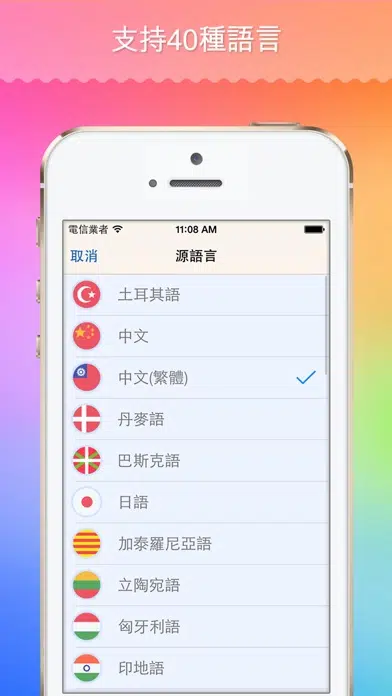 支持40種語言
電信業者 11:08 AM
取消 源語言
土耳其語
中文
中文(繁體)
丹麥語
巴斯克語
日語
加泰羅尼亞語
立陶宛語
匈牙利語
印地語